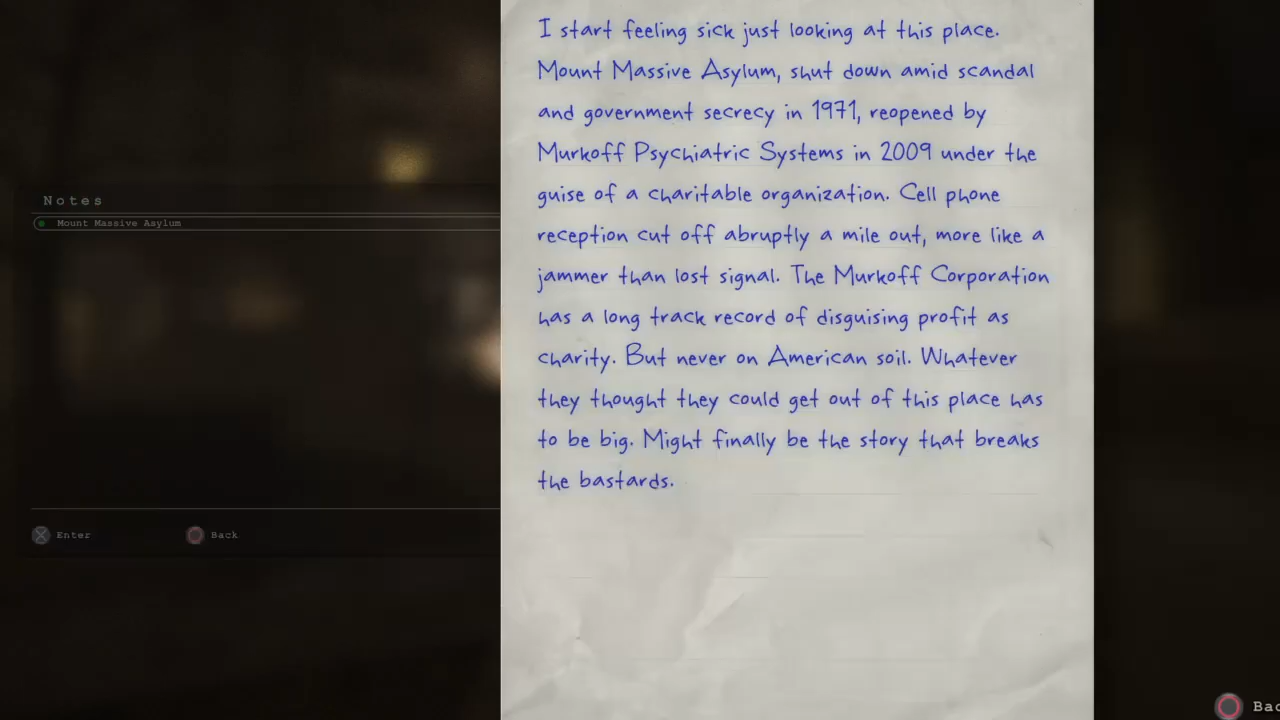 I start feeling sick just looking at this place.
Mount Massive Asylum, shut down amid scandal
and government secrecy in 1971, reopened by
Murkoff Psychiatric Systems in 2009 under the
guise of a charitable organization. Cell phone
reception cut off abruptly a mile out, more like a
jammer than lost signal. The Murkoff Corporation
has a long track record of disguising profit as
charity. But never on American soil. Whatever
they thought they could get out of this place has
to be big. Might finally be the story that breaks
the bastards.
Notes
Mount Massive Asylum
Enter
Back
Bac